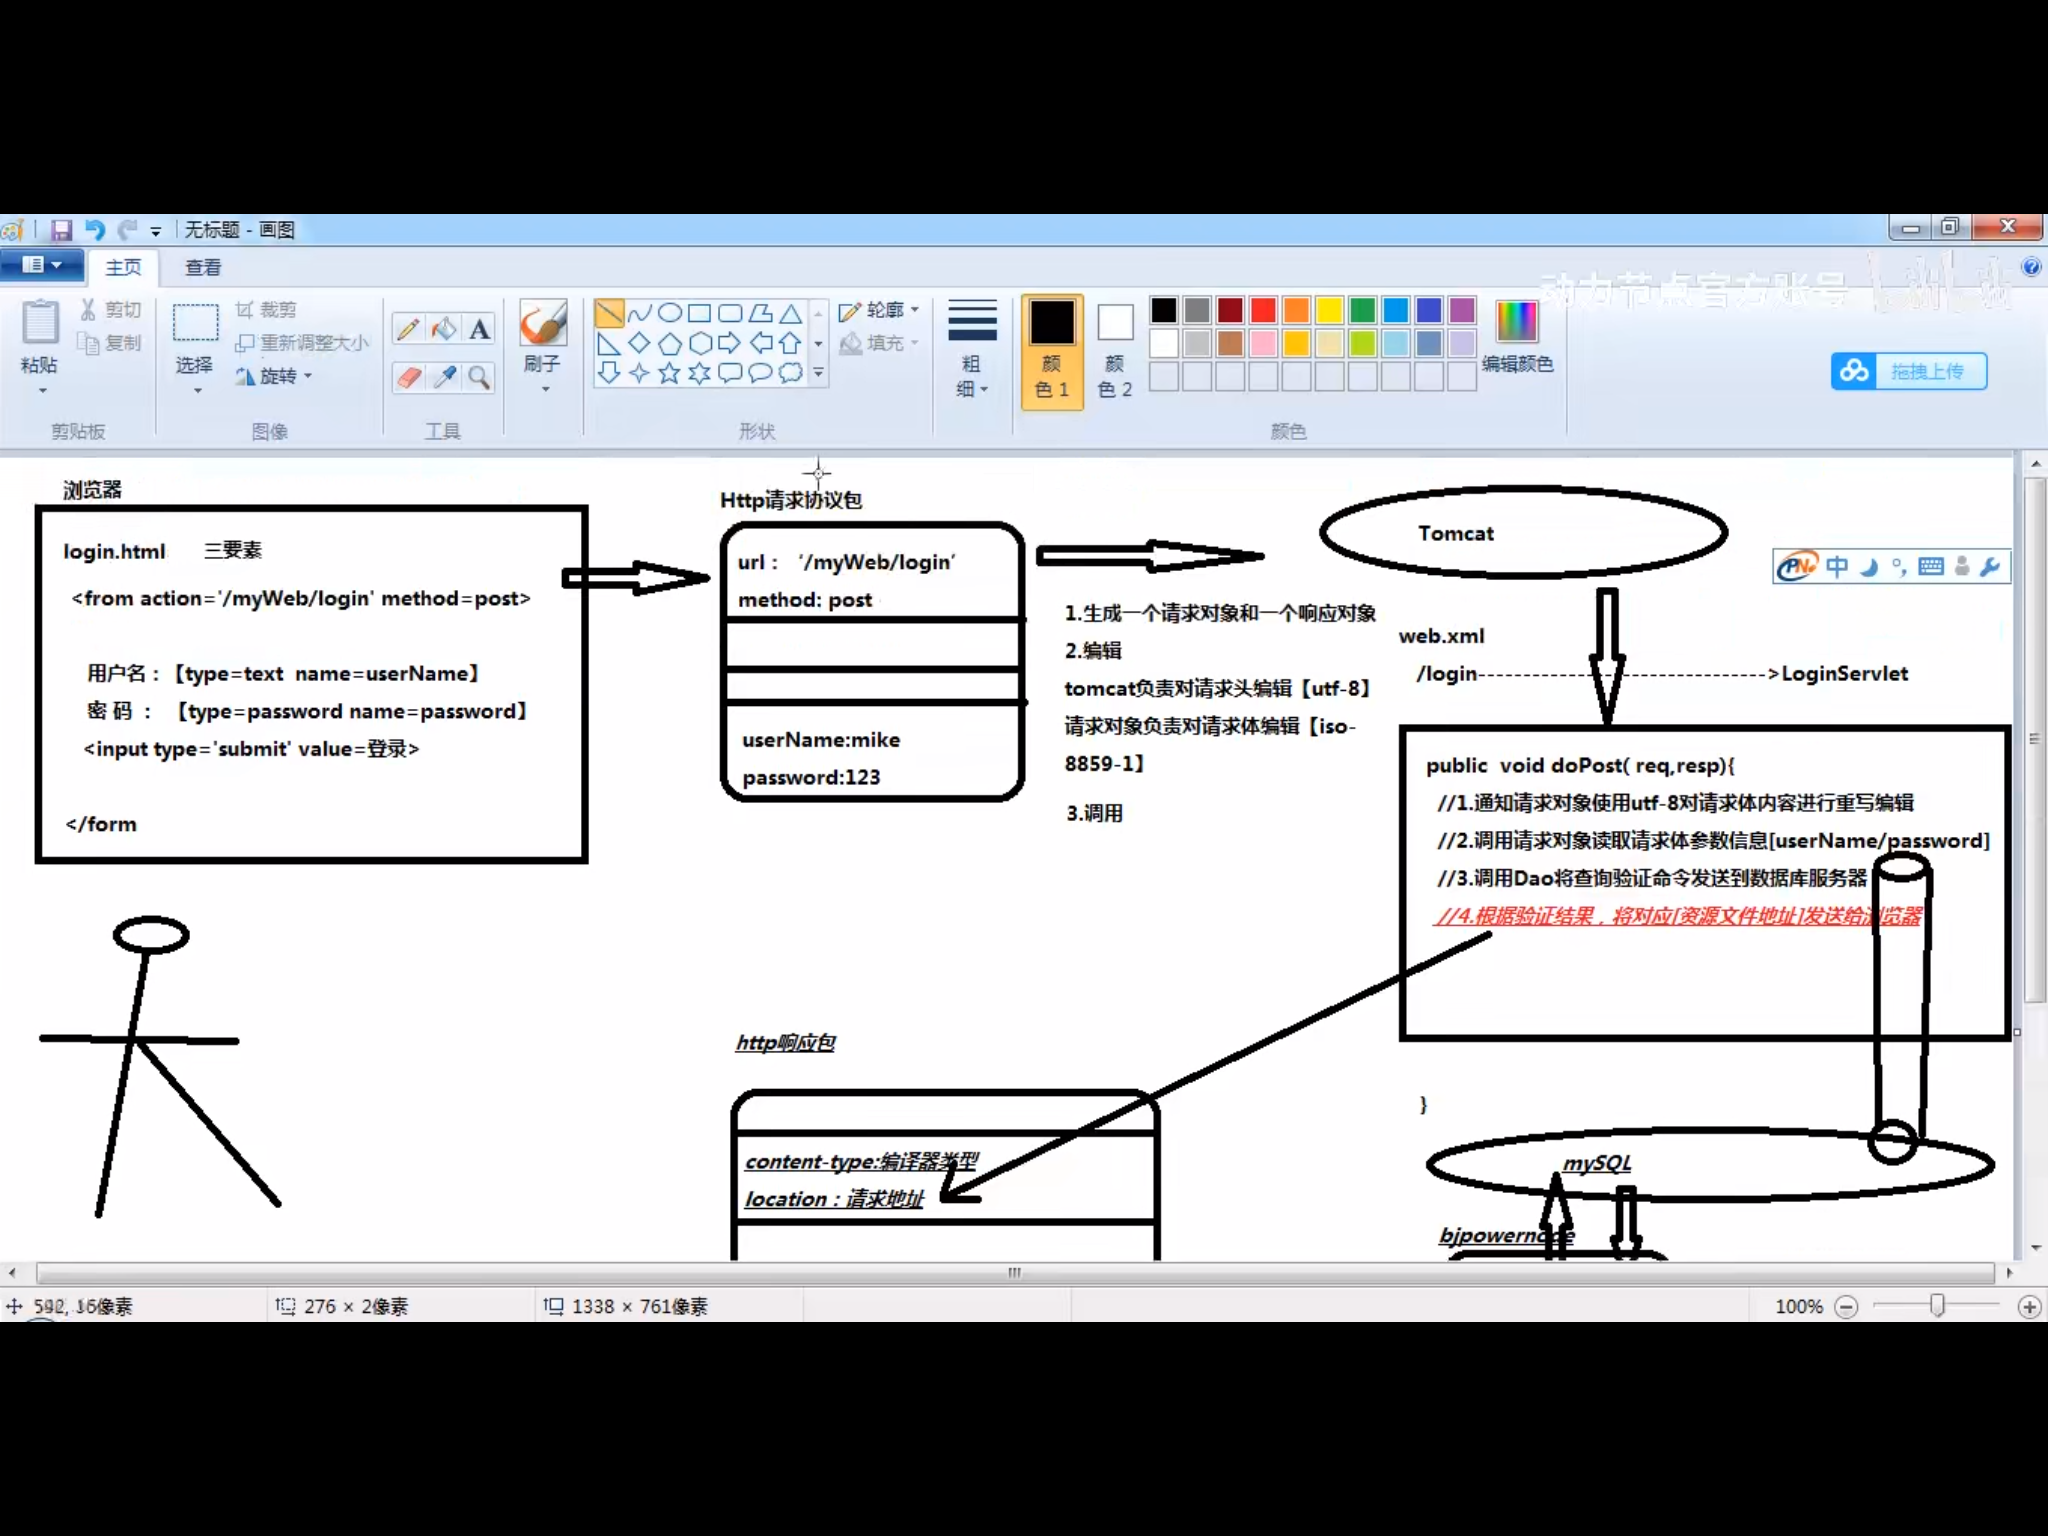 无标题 - 画图
主页 查看
动力节点官方账号
粘贴
剪切
复制
剪贴板
选择
裁剪
重新调整大小
旋转
图像
工具
刷子
形状
轮廓
填充
粗
细
颜
色 1
颜
色 2
颜色
编辑颜色
拖拽上传
中
浏览器
login.html 三要素
<from action='/myWeb/login' method=post>
用户名：【type=text name=userName】
密 码 ： 【type=password name=password】
<input type='submit' value=登录>
</form
Http请求协议包
url： ‘/myWeb/login’
method: post
userName:mike
password:123
1.生成一个请求对象和一个响应对象
2.编辑
tomcat负责对请求头编辑【utf-8】
请求对象负责对请求体编辑【iso-
8859-1】
3.调用
Tomcat
web.xml
/login------------------------------->LoginServlet
public void doPost( req,resp){
//1.通知请求对象使用utf-8对请求体内容进行重写编辑
//2.调用请求对象读取请求体参数信息[userName/password]
//3.调用Dao将查询验证命令发送到数据库服务器
//4.根据验证结果，将对应[资源文件地址]发送给浏览器
}
http响应包
content-type:编译器类型
location：请求地址
mySQL
bjpowernode
276 × 2像素
1338 × 761像素
100%